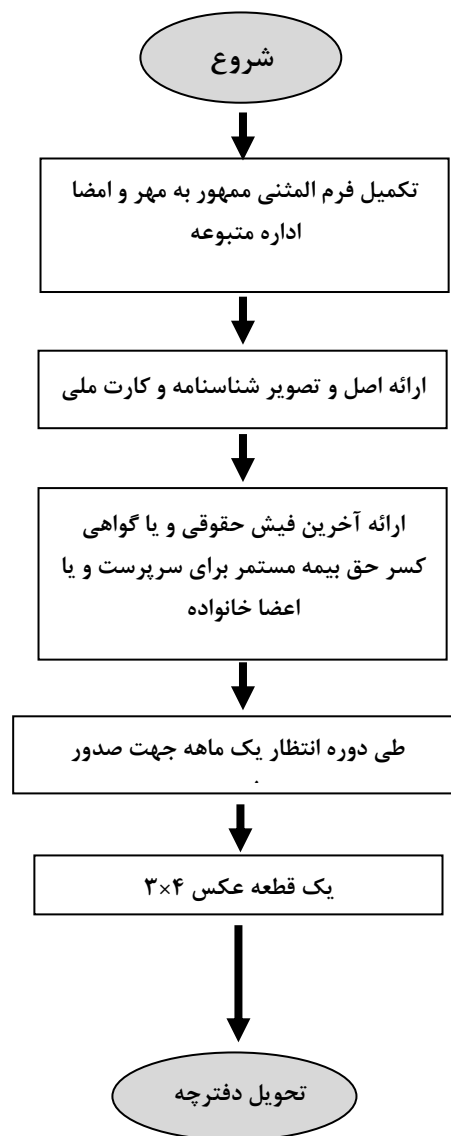 شروع
تکمیل فرم المثنی ممهور به مهر و امضا
اداره متبوعه
ارائه اصل و تصویر شناسنامه و کارت ملی
ارائه آخرین فیش حقوقی و یا گواهی
کسر حق بیمه مستمر برای سرپرست و یا
اعضا خانواده
طی دوره انتظار یک ماهه جهت صدور
یک قطعه عکس ۴×۳
تحویل دفترچه